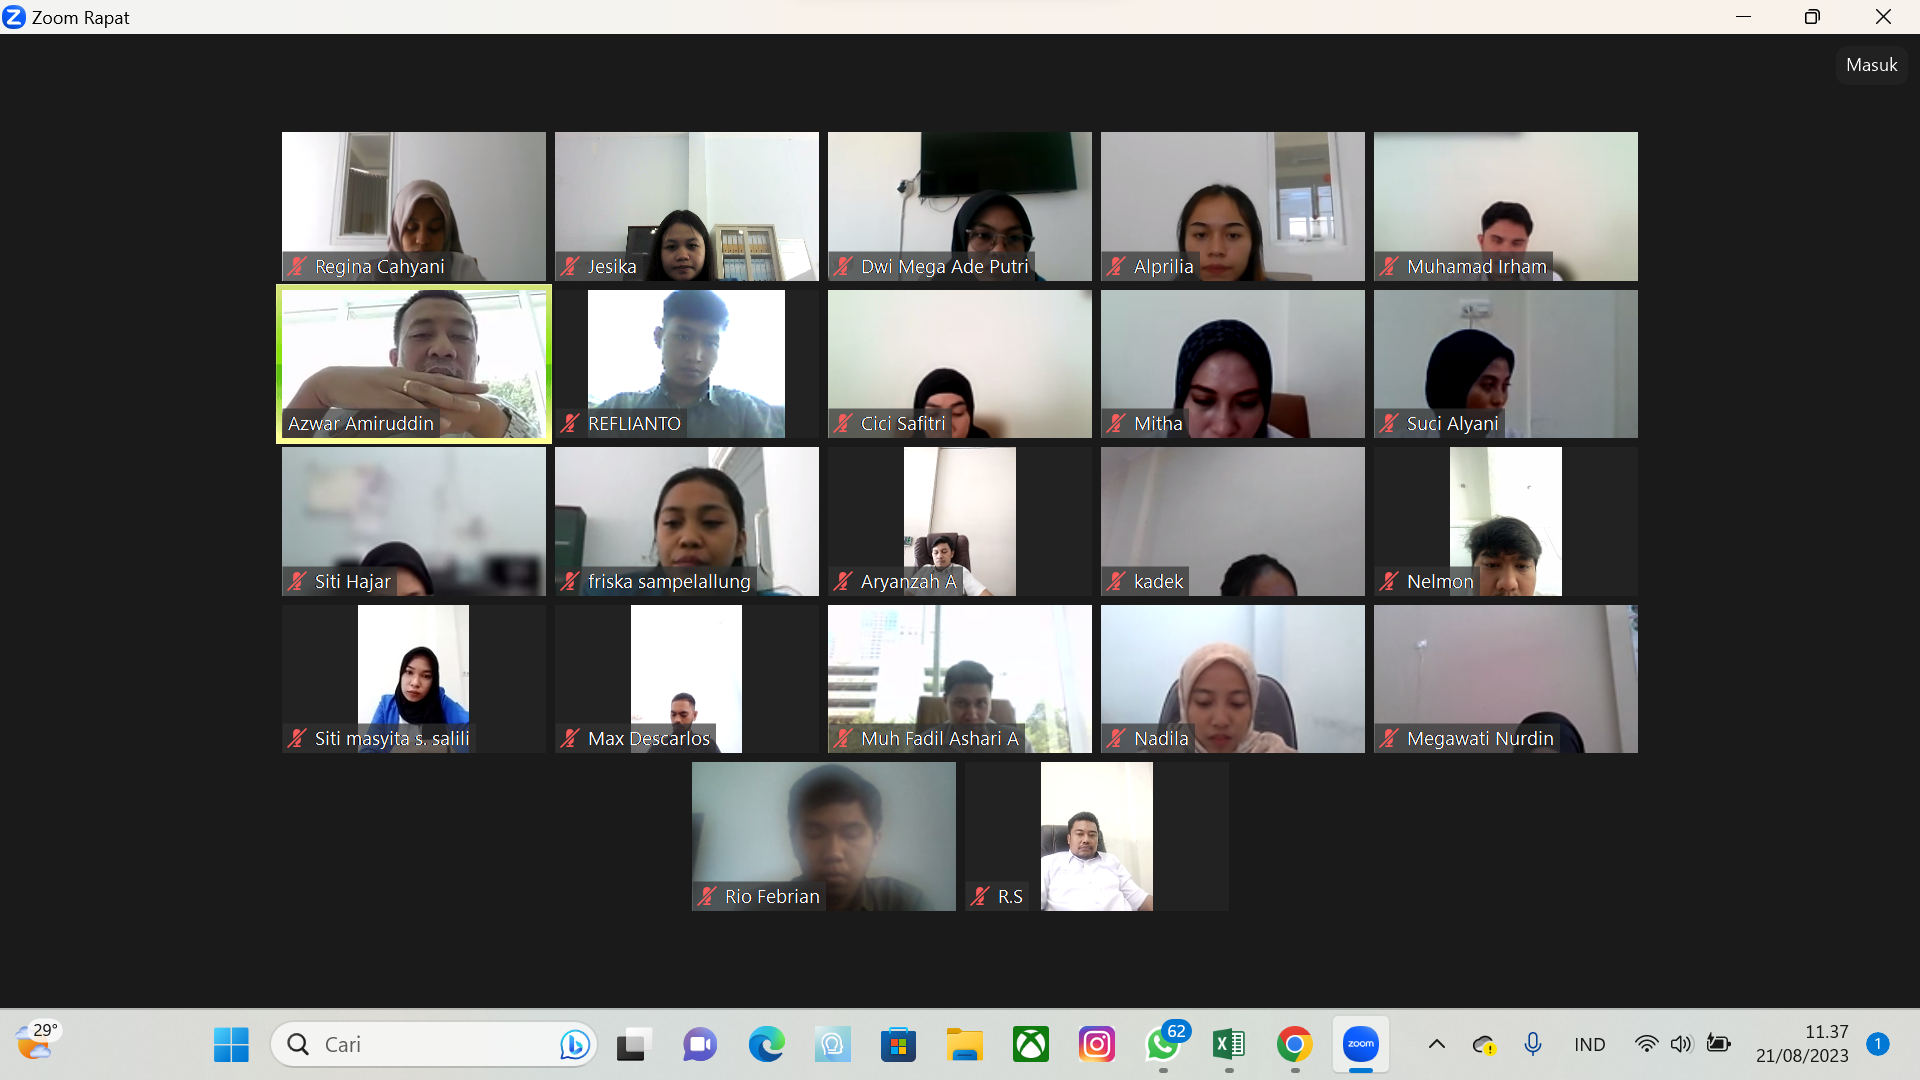 Zoom Rapat
Masuk
Regina Cahyani
Jesika
Dwi Mega Ade Putri
Alprilia
Muhamad Irham
Azwar Amiruddin
REFLIANTO
Cici Safitri
Mitha
Suci Alyani
Siti Hajar
friska sampelallung
Aryanzah A
kadek
Nelmon
Siti masyita s. salili
Max Descarlos
Muh Fadil Ashari A
Nadila
Megawati Nurdin
Rio Febrian
R.S
29°
Cari
62
zoom
IND
11.37
21/08/2023
1